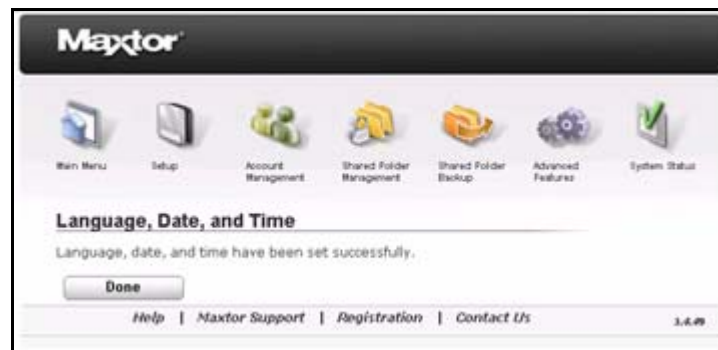 Maxtor
Main Menu
Setup
Account Management
Shared Folder Management
Shared Folder Backup
Advanced Features
System Status
Language, Date, and Time
Language, date, and time have been set successfully.
Done
Help | Maxtor Support | Registration | Contact Us